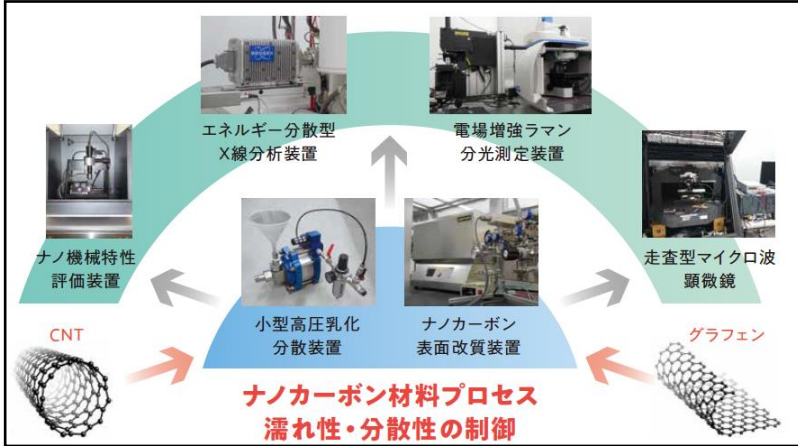 エネルギー分散型
X線分析装置
電場増強ラマン
分光測定装置
ナノ機械特性
評価装置
走査型マイクロ波
顕微鏡
小型高圧乳化
分散装置
ナノカーボン
表面改質装置
CNT
グラフェン
ナノカーボン材料プロセス
濡れ性・分散性の制御